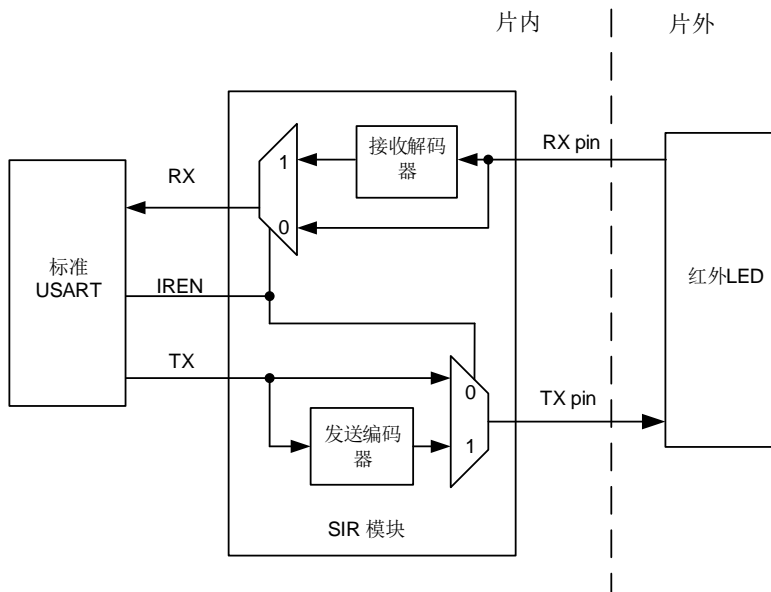 片内
片外
接收解码
器
RX pin
RX
1
0
标准
USART
IREN
红外LED
TX
0
TX pin
发送编码
器
1
SIR 模块